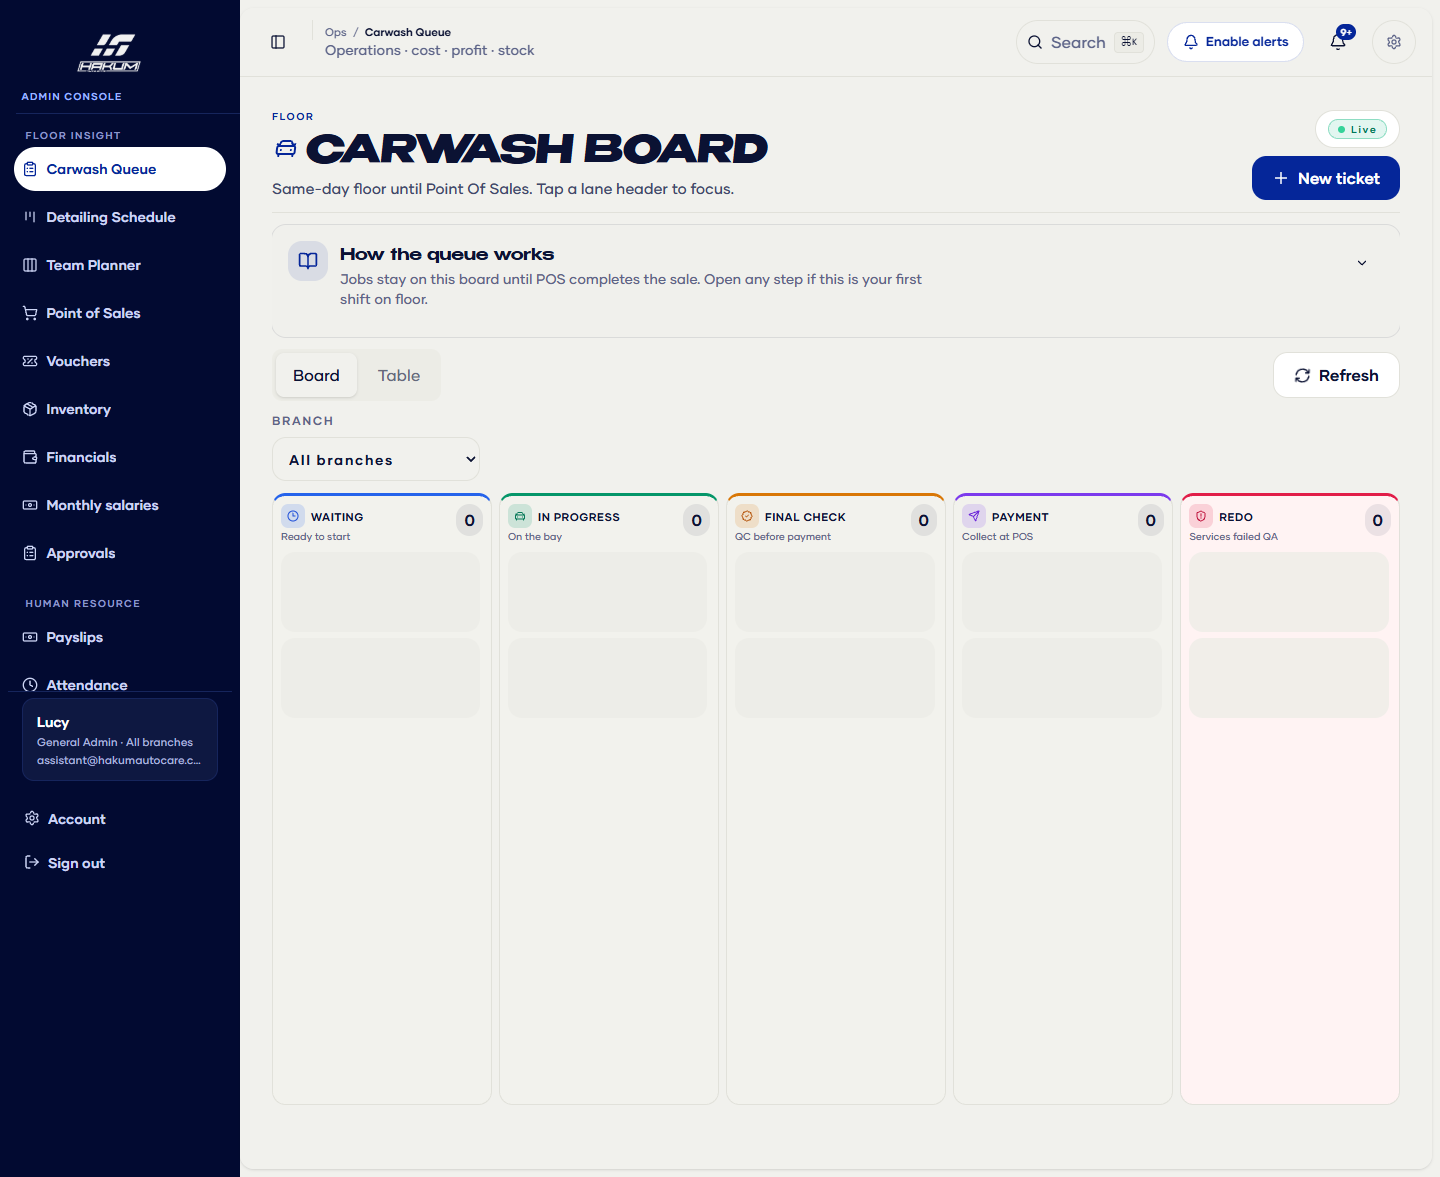 HAKUM
ADMIN CONSOLE
FLOOR INSIGHT
Carwash Queue
Detailing Schedule
Team Planner
Point of Sales
Vouchers
Inventory
Financials
Monthly salaries
Approvals
HUMAN RESOURCE
Payslips
Attendance
Lucy
General Admin · All branches
assistant@hakumautocare.c...
Account
Sign out
Ops / Carwash Queue
Operations · cost · profit · stock
Search ⌘K
Enable alerts
9+
FLOOR
CARWASH BOARD
Same-day floor until Point Of Sales. Tap a lane header to focus.
Live
New ticket
How the queue works
Jobs stay on this board until POS completes the sale. Open any step if this is your first
shift on floor.
Board
Table
Refresh
BRANCH
All branches
WAITING 0
Ready to start
IN PROGRESS 0
On the bay
FINAL CHECK 0
QC before payment
PAYMENT 0
Collect at POS
REDO 0
Services failed QA